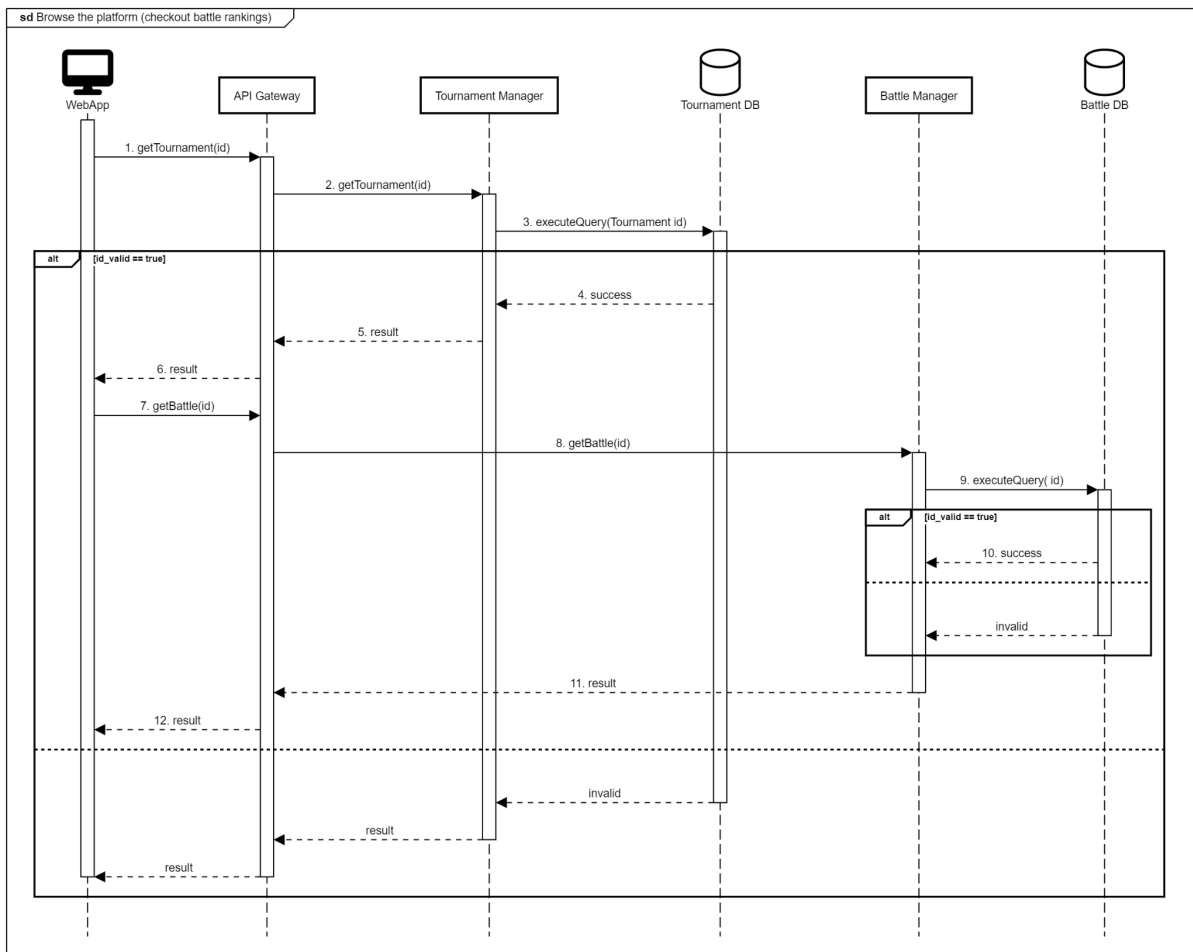 sd Browse the platform (checkout battle rankings)
WebApp
API Gateway
Tournament Manager
Tournament DB
Battle Manager
Battle DB
1. getTournament(id)
2. getTournament(id)
3. executeQuery(Tournament id)
alt
[id_valid == true]
4. success
5. result
6. result
7. getBattle(id)
8. getBattle(id)
9. executeQuery( id)
alt
[id_valid == true]
10. success
invalid
11. result
12. result
invalid
result
result